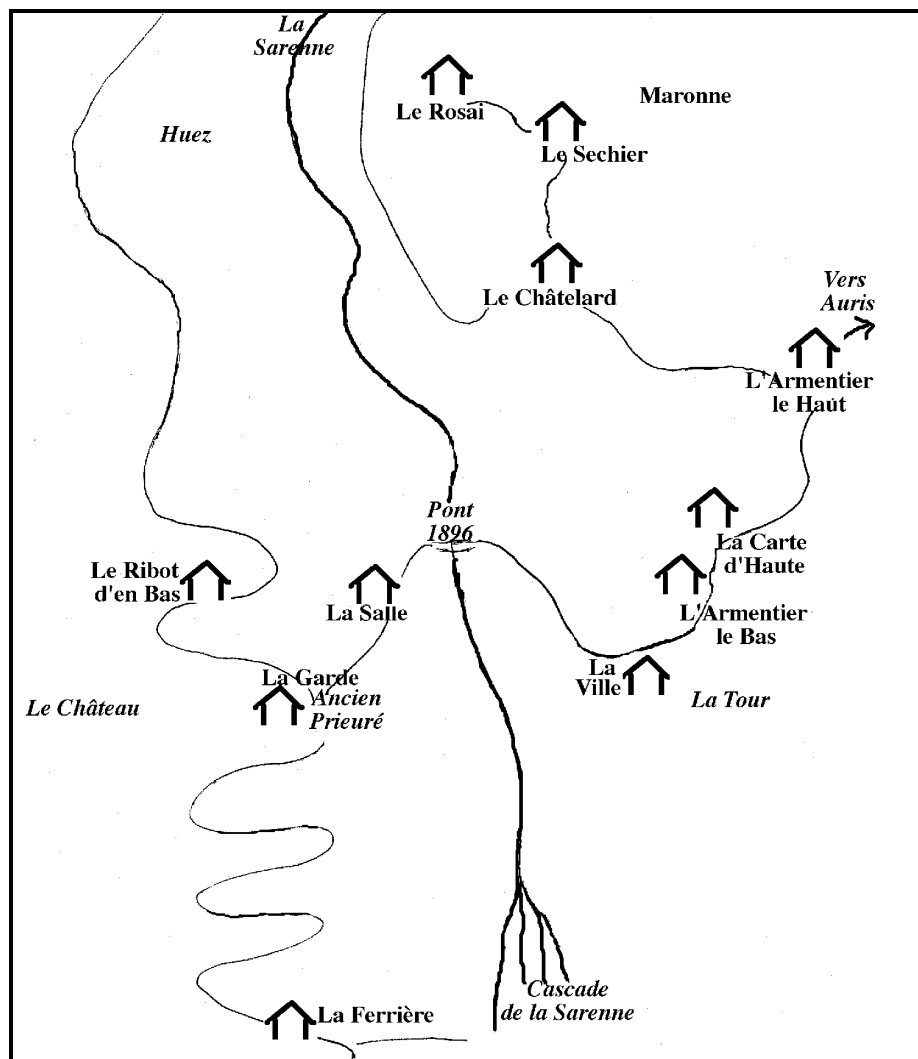 La
Sarenne
Le Rosai
Maronne
Huez
Le Sechier
Le Châtelard
Vers
Auris
L'Armentier
le Haut
Pont
1896
La Carte
d'Haute
Le Ribot
d'en Bas
La Salle
L'Armentier
le Bas
La
Ville
La Garde
Ancien
Prieuré
Le Château
La Tour
Cascade
de la Sarenne
La Ferrière